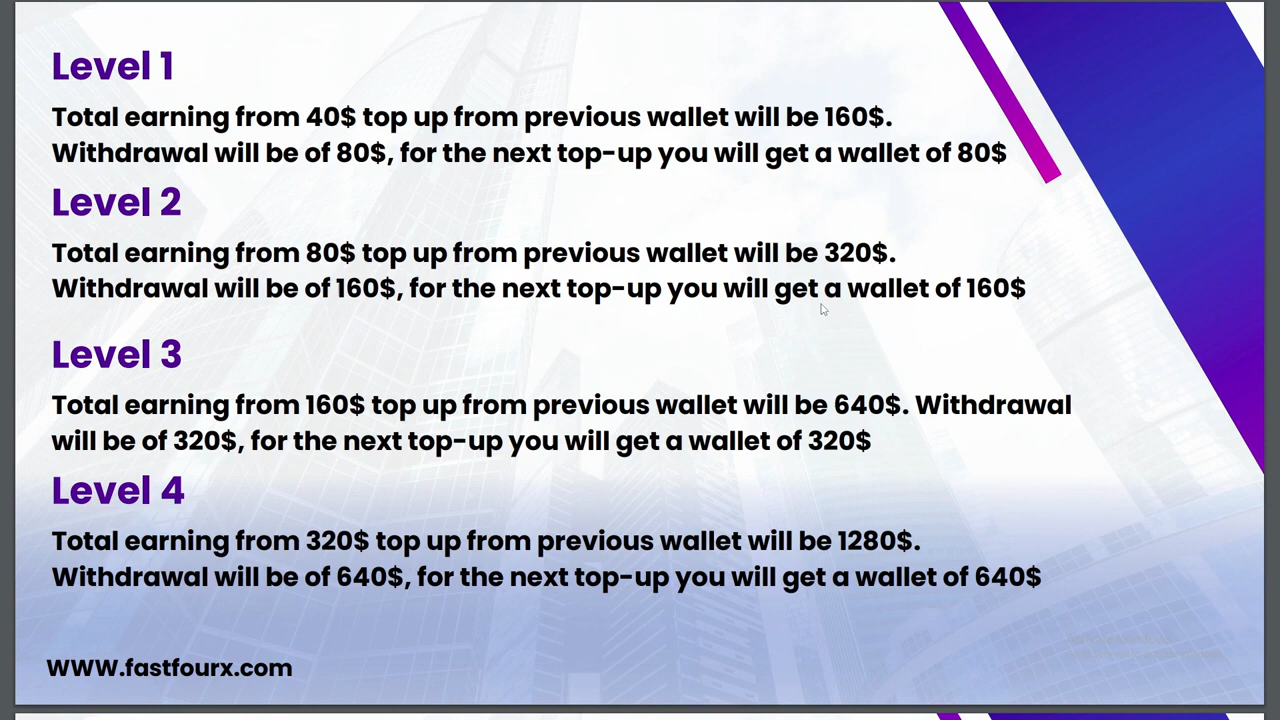 Level 1
Total earning from 40$ top up from previous wallet will be 160$.
Withdrawal will be of 80$, for the next top-up you will get a wallet of 80$
Level 2
Total earning from 80$ top up from previous wallet will be 320$.
Withdrawal will be of 160$, for the next top-up you will get a wallet of 160$
Level 3
Total earning from 160$ top up from previous wallet will be 640$. Withdrawal
will be of 320$, for the next top-up you will get a wallet of 320$
Level 4
Total earning from 320$ top up from previous wallet will be 1280$.
Withdrawal will be of 640$, for the next top-up you will get a wallet of 640$
WWW.fastfourx.com